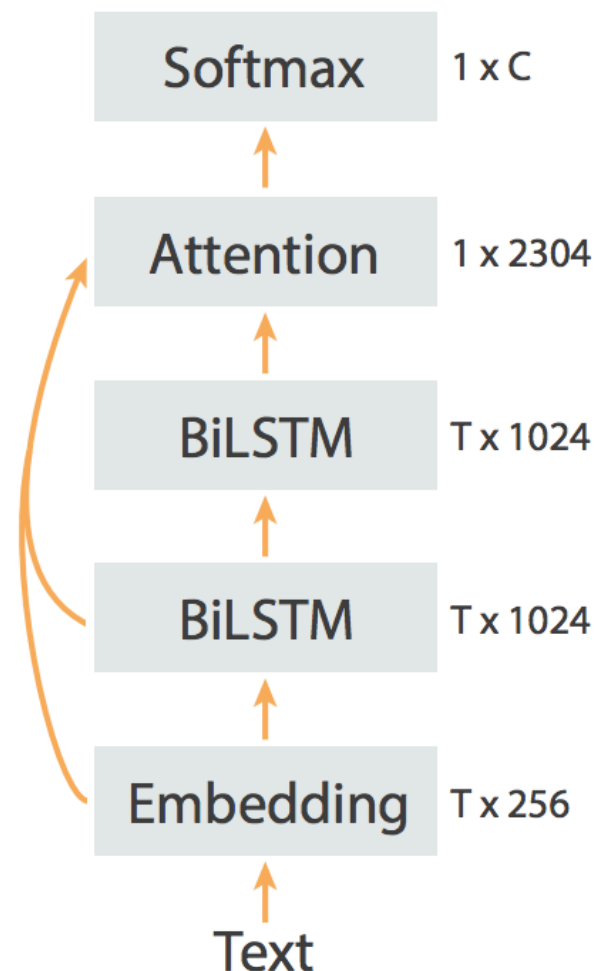 Softmax 1 x C
Attention 1 x 2304
BiLSTM T x 1024
BiLSTM T x 1024
Embedding T x 256
Text